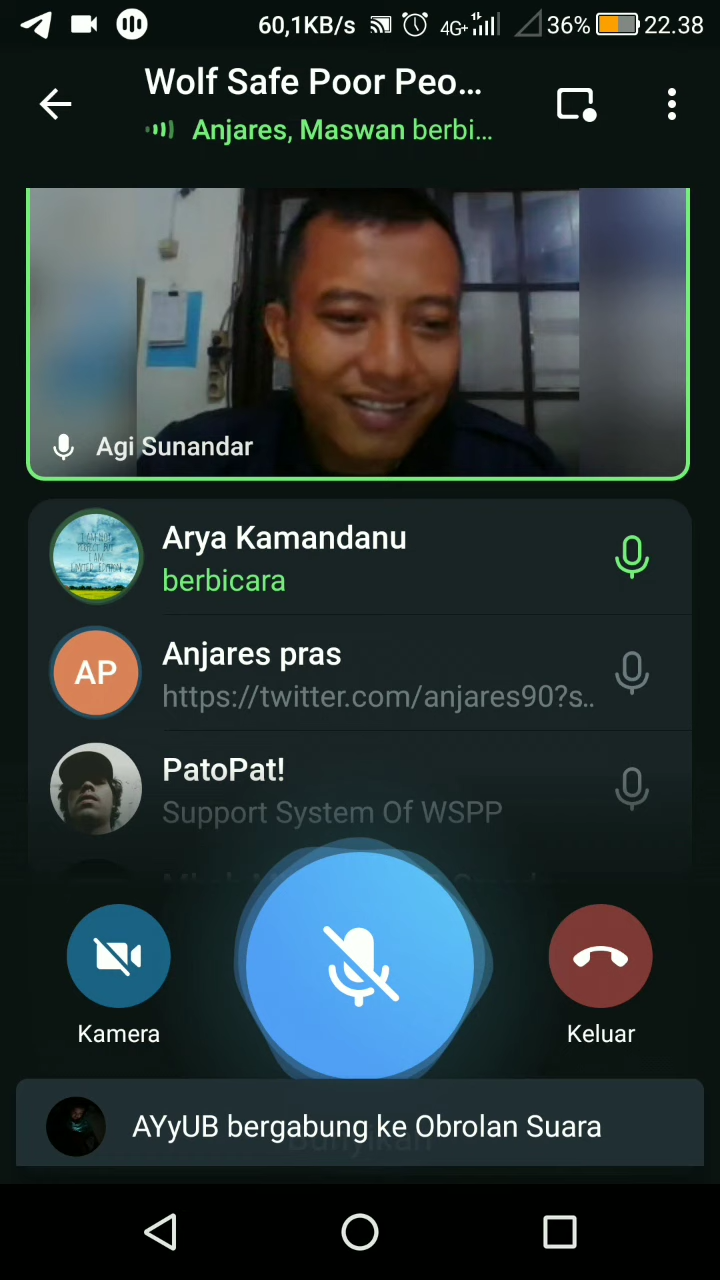 60,1KB/s 4G+ 36% 22.38
Wolf Safe Poor Peo...
Anjares, Maswan berbi...
Agi Sunandar
Arya Kamandanu
berbicara
AP
Anjares pras
https://twitter.com/anjares90?s..
PatoPat!
Support System Of WSPP
Kamera
Keluar
AYyUB bergabung ke Obrolan Suara